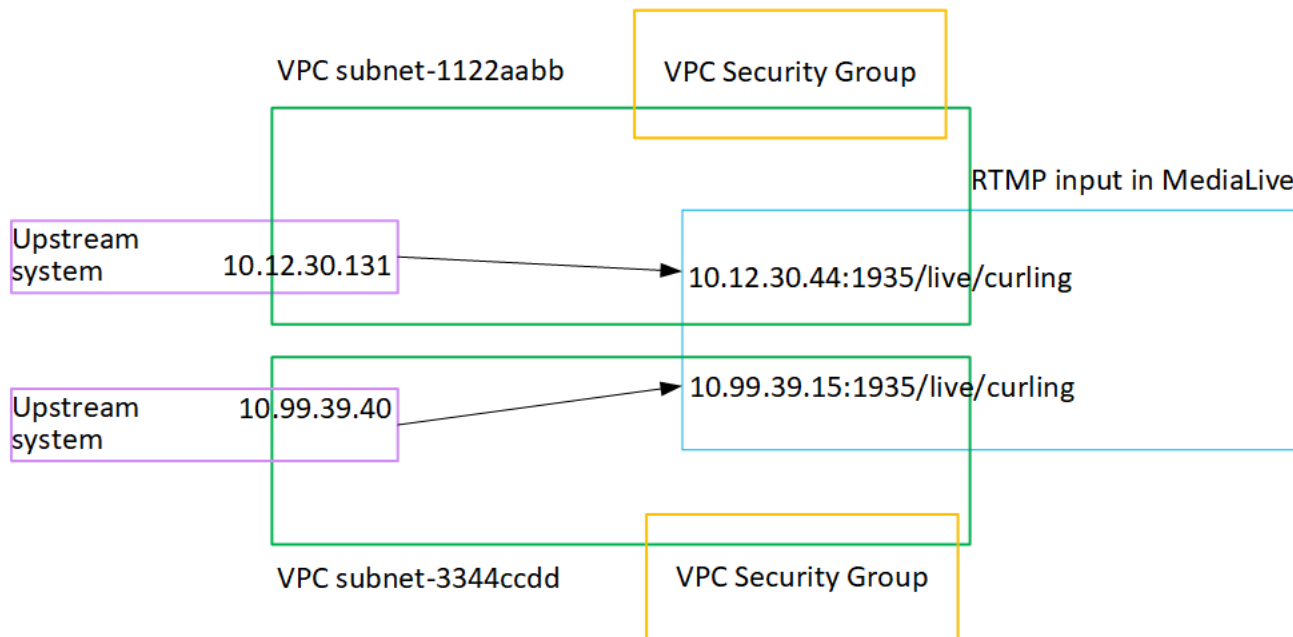 VPC subnet-1122aabb
VPC Security Group
RTMP input in MediaLive
Upstream
system
10.12.30.131
10.12.30.44:1935/live/curling
Upstream
system
10.99.39.40
10.99.39.15:1935/live/curling
VPC subnet-3344ccdd
VPC Security Group